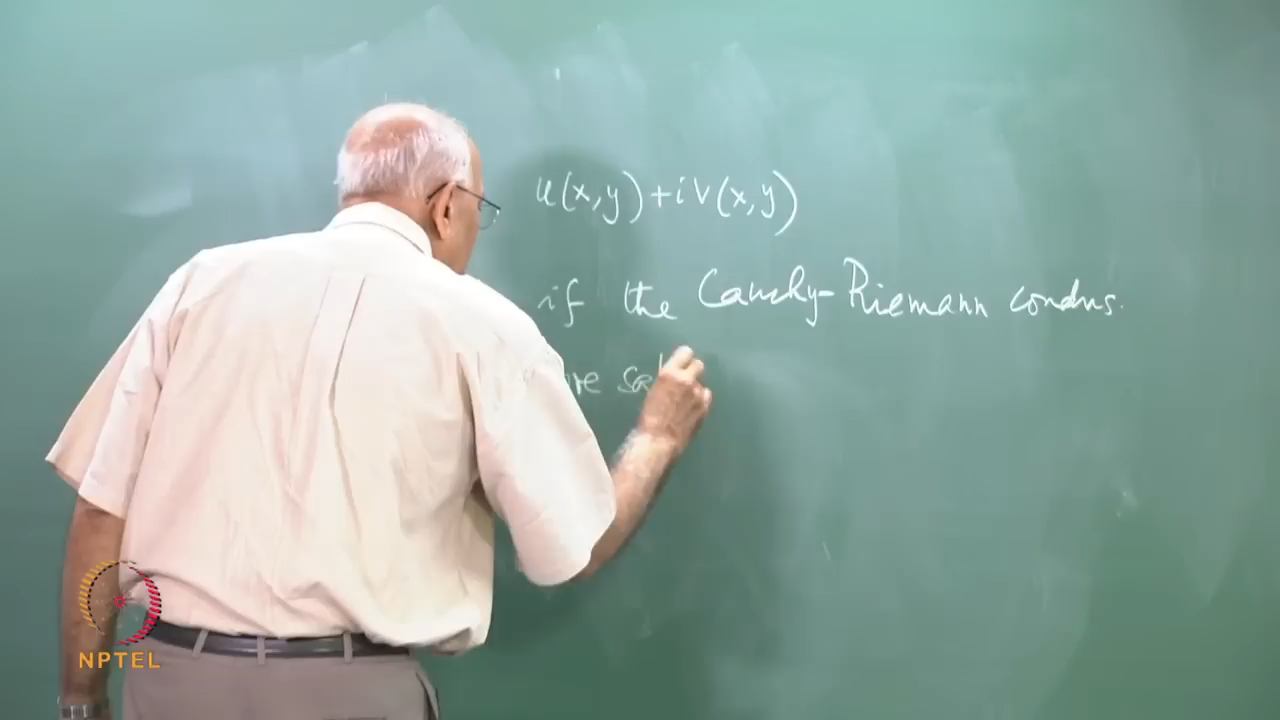 u(x,y)+iv(x,y)
if the Cauchy-Riemann condns.
NPTEL